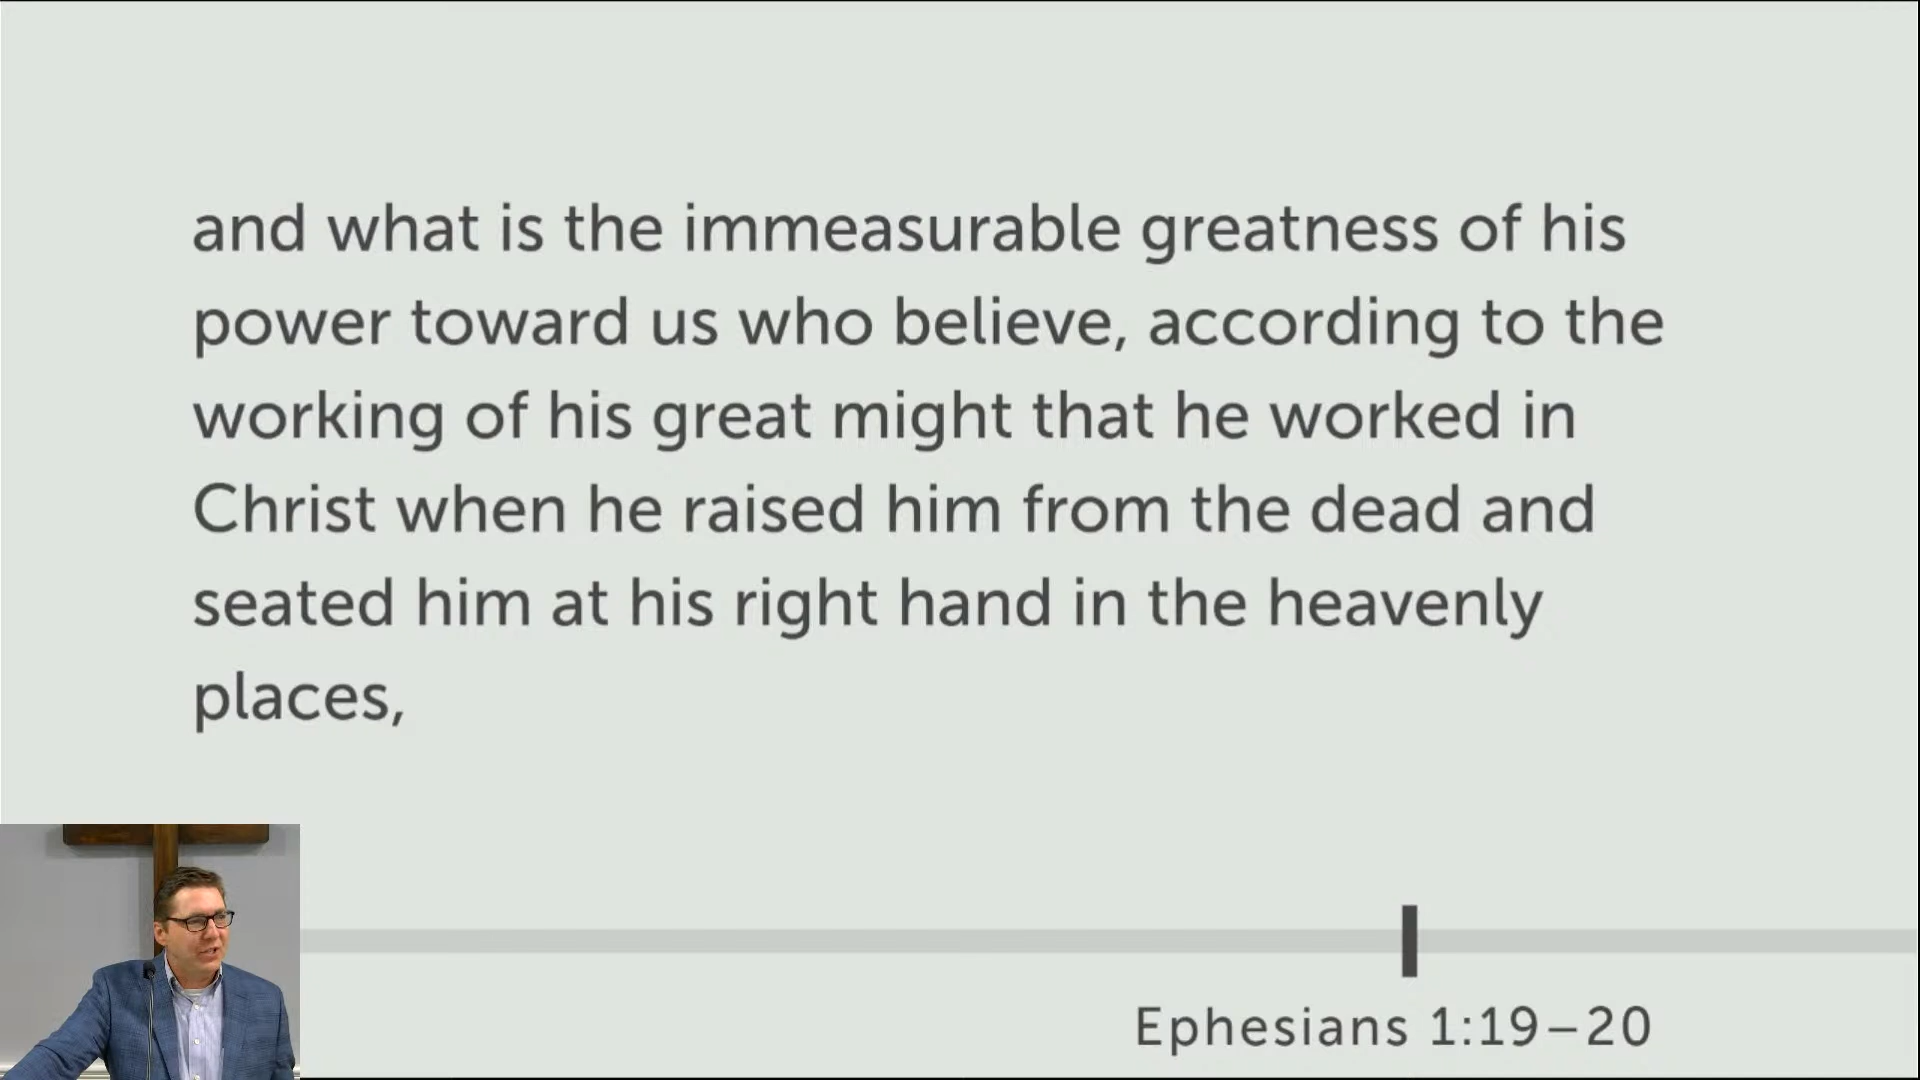 and what is the immeasurable greatness of his
power toward us who believe, according to the
working of his great might that he worked in
Christ when he raised him from the dead and
seated him at his right hand in the heavenly
places,
Ephesians 1:19–20